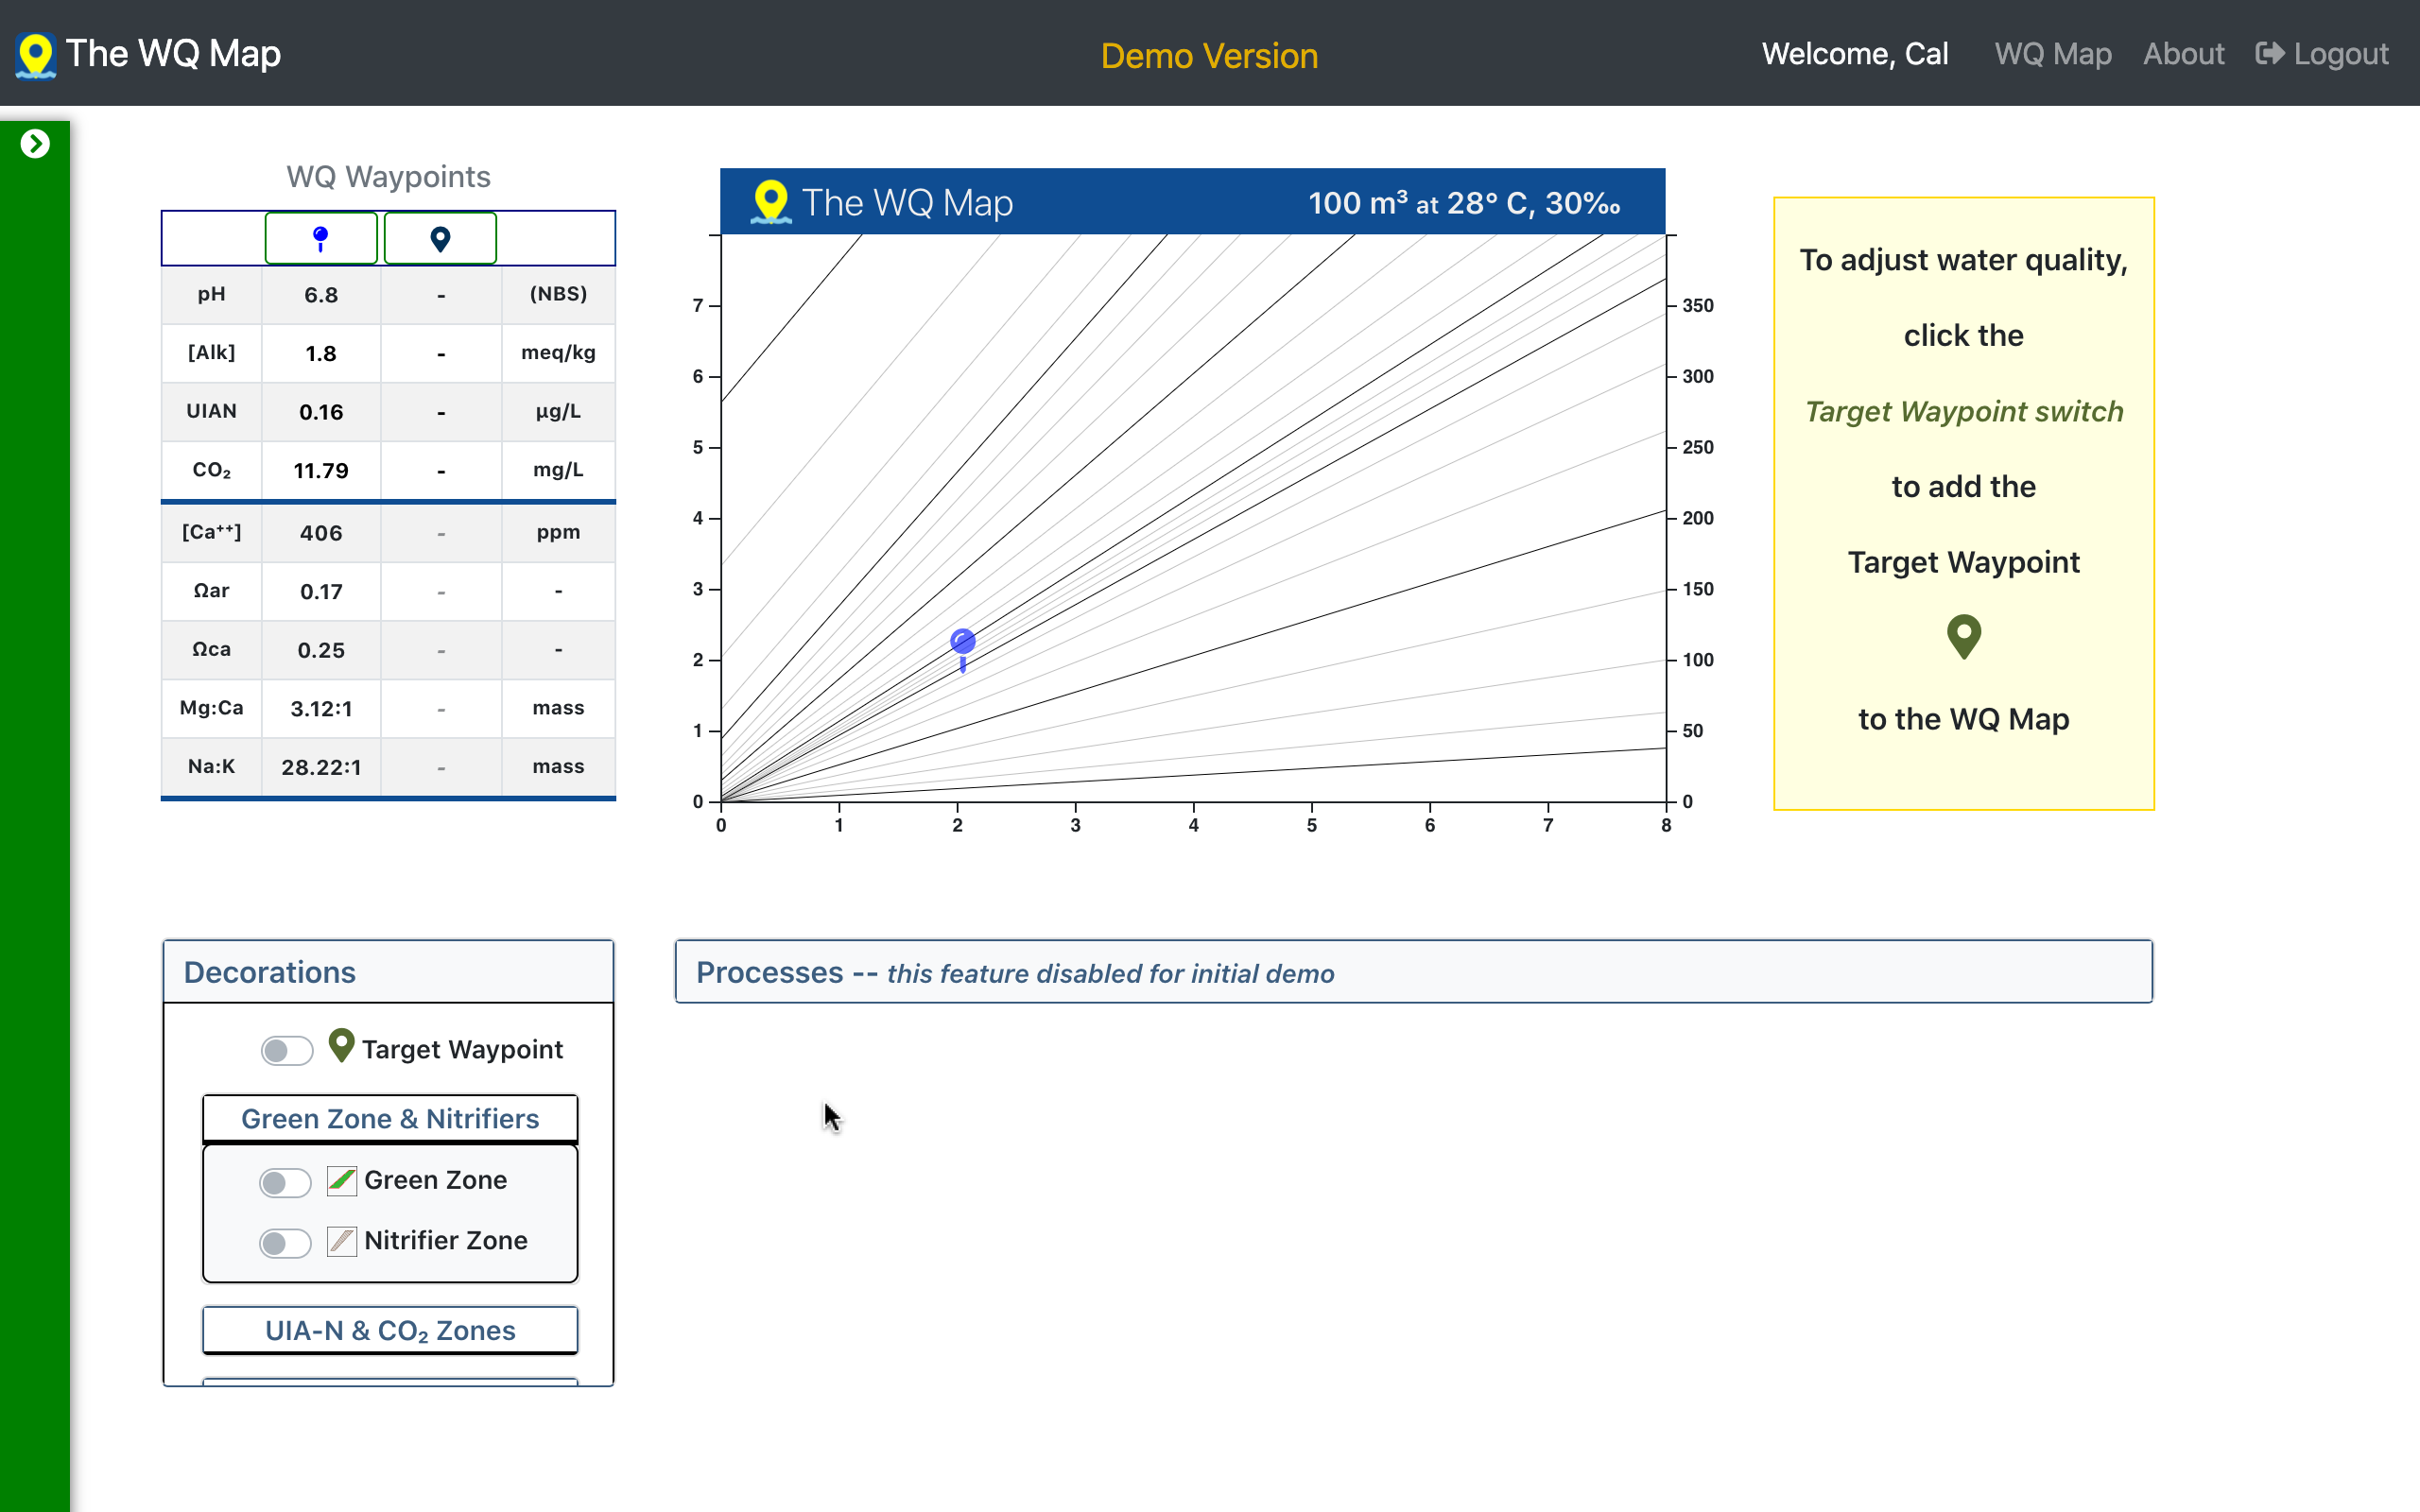 The WQ Map
Demo Version
Welcome, Cal
WQ Map
About
Logout
WQ Waypoints
pH 6.8 - (NBS)
[Alk] 1.8 - meq/kg
UIAN 0.16 - µg/L
CO₂ 11.79 - mg/L
[Ca⁺⁺] 406 - ppm
Ωar 0.17 - -
Ωca 0.25 - -
Mg:Ca 3.12:1 - mass
Na:K 28.22:1 - mass
The WQ Map
100 m³ at 28° C, 30‰
7
6
5
4
3
2
1
0
350
300
250
200
150
100
50
0
0 1 2 3 4 5 6 7 8
To adjust water quality,
click the
Target Waypoint switch
to add the
Target Waypoint
to the WQ Map
Decorations
Target Waypoint
Green Zone & Nitrifiers
Green Zone
Nitrifier Zone
UIA-N & CO₂ Zones
Processes -- this feature disabled for initial demo